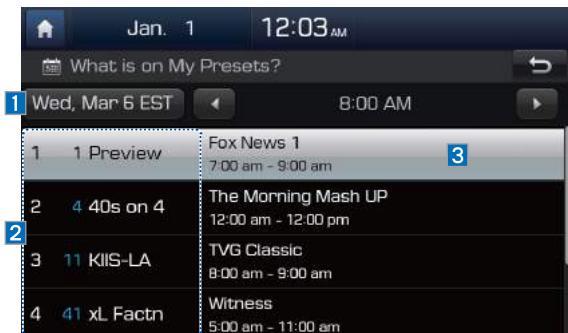 Jan. 1 12:03 AM
What is on My Presets?
1 Wed, Mar 6 EST 8:00 AM
1 1 Preview Fox News 1 3
7:00 am - 9:00 am
2 4 40s on 4 The Morning Mash UP
12:00 am - 12:00 pm
2
3 11 KIIS-LA TVG Classic
8:00 am - 9:00 am
4 41 xL Factn Witness
5:00 am - 11:00 am